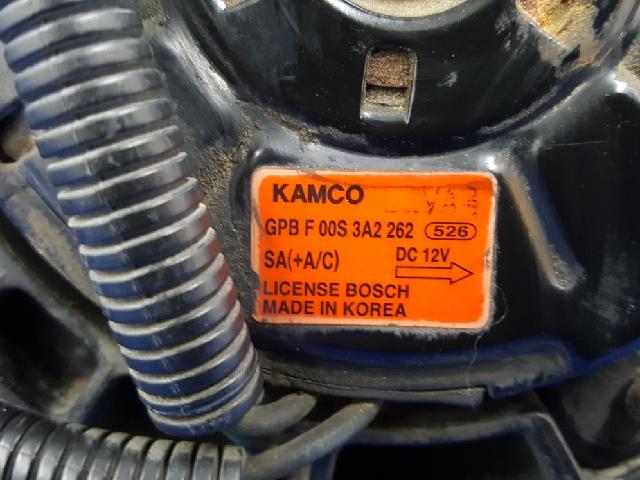 KAMCO
GPB F 00S 3A2 262 526
SA(+A/C) DC 12V
LICENSE BOSCH
MADE IN KOREA